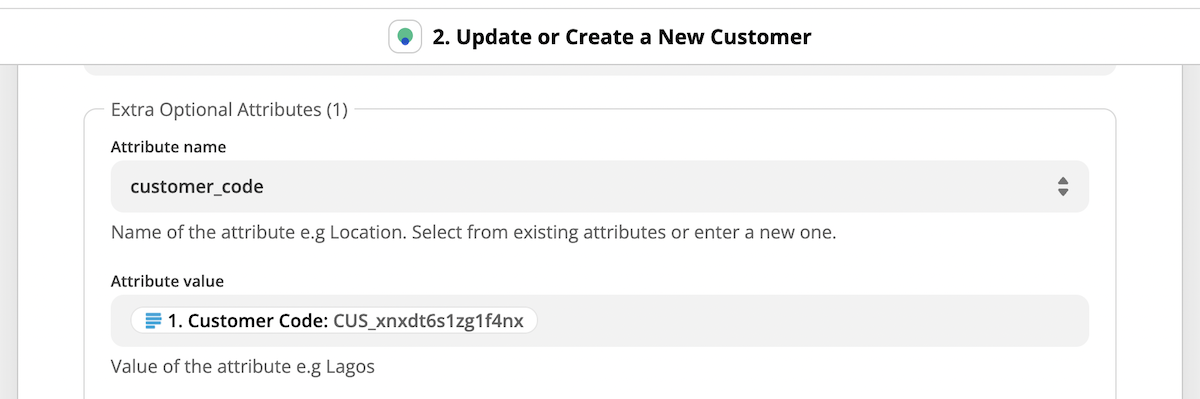 2. Update or Create a New Customer
Extra Optional Attributes (1)
Attribute name
customer_code
Name of the attribute e.g Location. Select from existing attributes or enter a new one.
Attribute value
1. Customer Code: CUS_xnxdt6s1zg1f4nx
Value of the attribute e.g Lagos